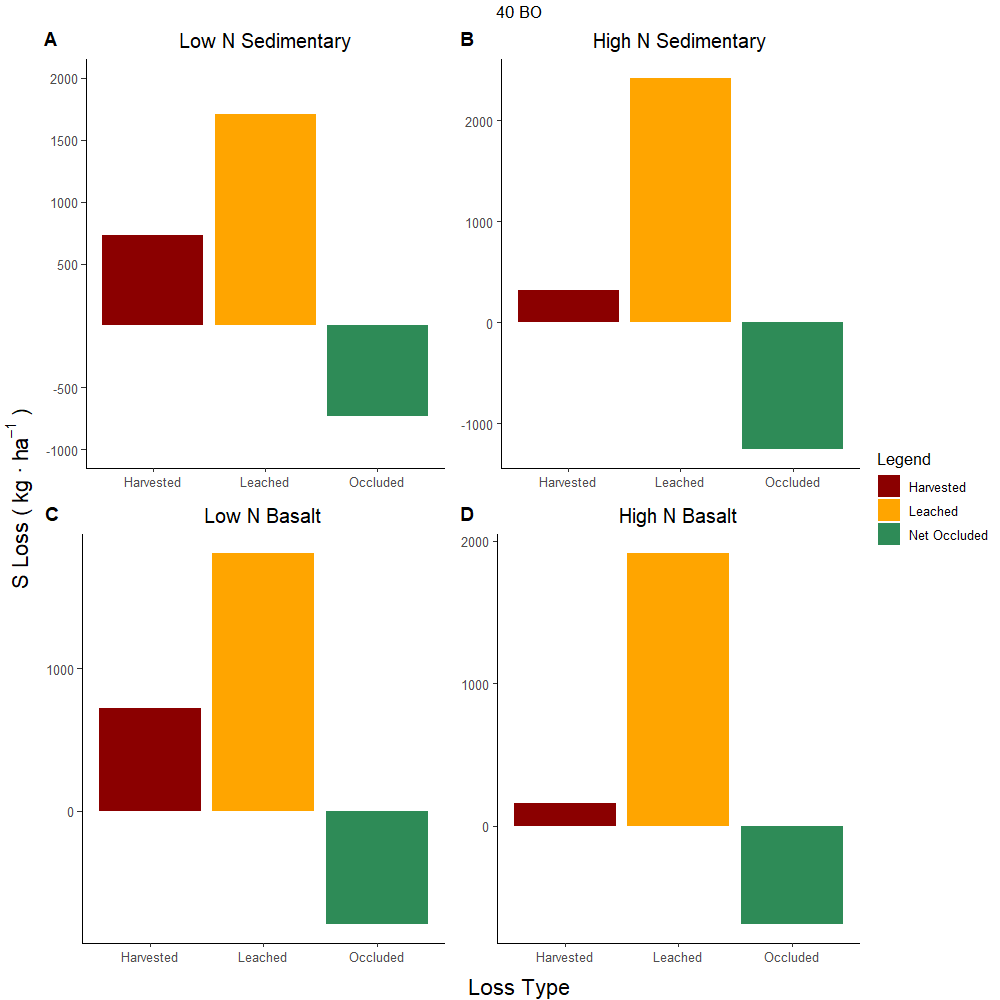 40 BO
A Low N Sedimentary
2000
1500
1000
500
-500
-1000
Harvested Leached Occluded
B High N Sedimentary
2000
1000
0
-1000
Harvested Leached Occluded
S Loss ( kg · ha⁻¹ )
Legend
Harvested
Leached
Net Occluded
C Low N Basalt
1000
0
Harvested Leached Occluded
D High N Basalt
2000
1000
0
Harvested Leached Occluded
Loss Type